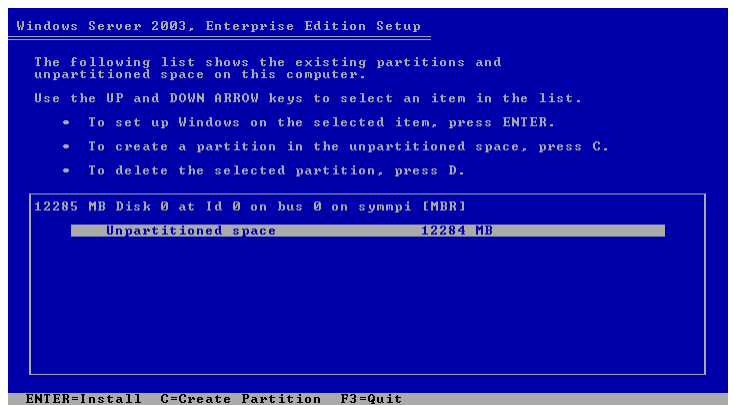 Windows Server 2003, Enterprise Edition Setup
The following list shows the existing partitions and
unpartitioned space on this computer.
Use the UP and DOWN ARROW keys to select an item in the list.
• To set up Windows on the selected item, press ENTER.
• To create a partition in the unpartitioned space, press C.
• To delete the selected partition, press D.
12285 MB Disk 0 at Id 0 on bus 0 on symmpi [MBR]
Unpartitioned space 12284 MB
ENTER=Install C=Create Partition F3=Quit